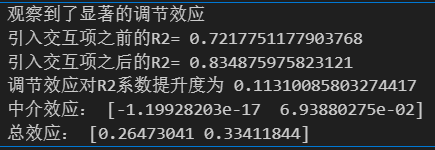 观察到了显著的调节效应
引入交互项之前的R2= 0.7217751177903768
引入交互项之后的R2= 0.834875975823121
调节效应对R2系数提升度为 0.11310085803274417
中介效应： [-1.19928203e-17  6.93880275e-02]
总效应： [0.26473041 0.33411844]